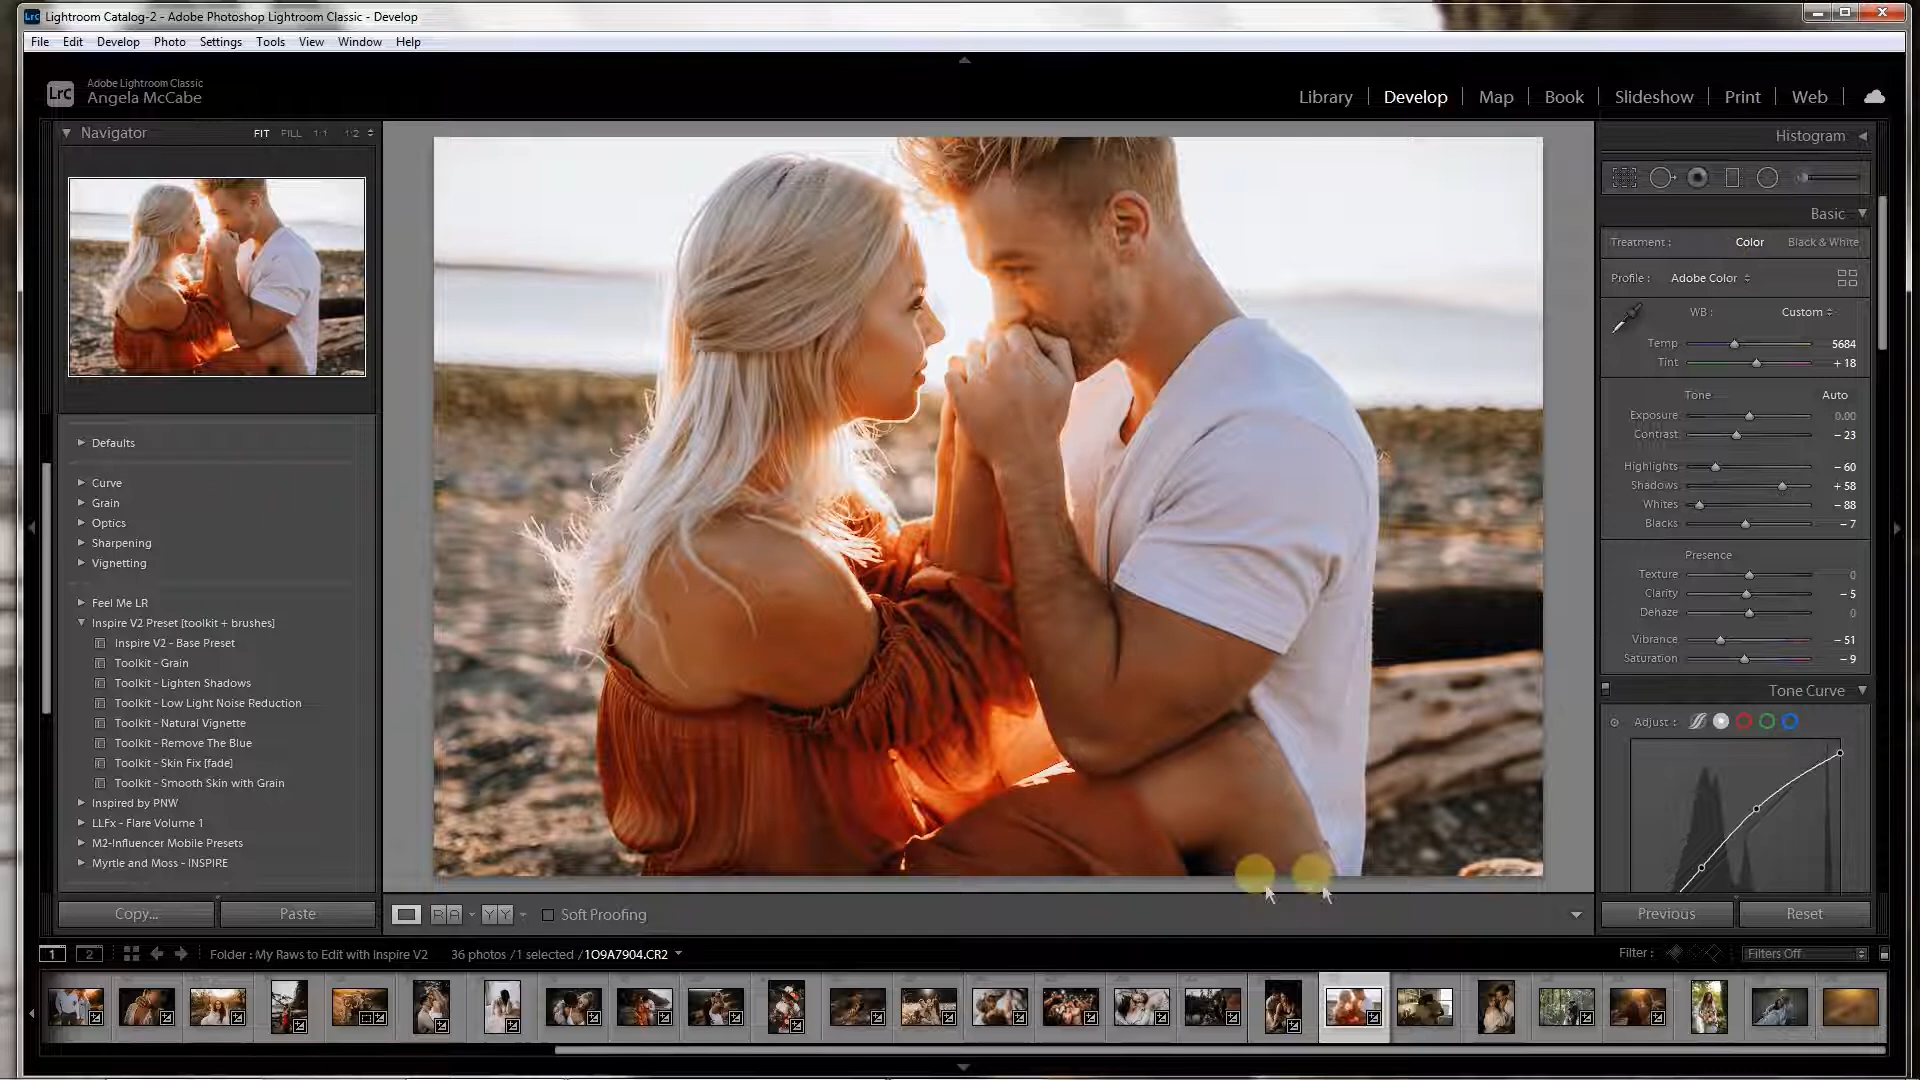 Lightroom Catalog-2 - Adobe Photoshop Lightroom Classic - Develop
File Edit Develop Photo Settings Tools View Window Help
Lrc Adobe Lightroom Classic
Angela McCabe
Library Develop Map Book Slideshow Print Web
Navigator FIT FILL 1:1 1:2
Defaults
Curve
Grain
Optics
Sharpening
Vignetting
Feel Me LR
Inspire V2 Preset [toolkit + brushes]
Inspire V2 - Base Preset
Toolkit - Grain
Toolkit - Lighten Shadows
Toolkit - Low Light Noise Reduction
Toolkit - Natural Vignette
Toolkit - Remove The Blue
Toolkit - Skin Fix [fade]
Toolkit - Smooth Skin with Grain
Inspired by PNW
LLFx - Flare Volume 1
M2-Influencer Mobile Presets
Myrtle and Moss - INSPIRE
Copy... Paste
Histogram
Basic
Treatment : Color Black & White
Profile : Adobe Color
WB : Custom
Temp 5684
Tint + 18
Tone Auto
Exposure 0.00
Contrast – 23
Highlights – 60
Shadows + 58
Whites – 88
Blacks – 7
Presence
Texture 0
Clarity – 5
Dehaze 0
Vibrance – 51
Saturation – 9
Tone Curve
Adjust :
Previous Reset
R A Y Y Soft Proofing
1 2 Folder : My Raws to Edit with Inspire V2 36 photos / 1 selected / 1O9A7904.CR2 Filter : Filters Off